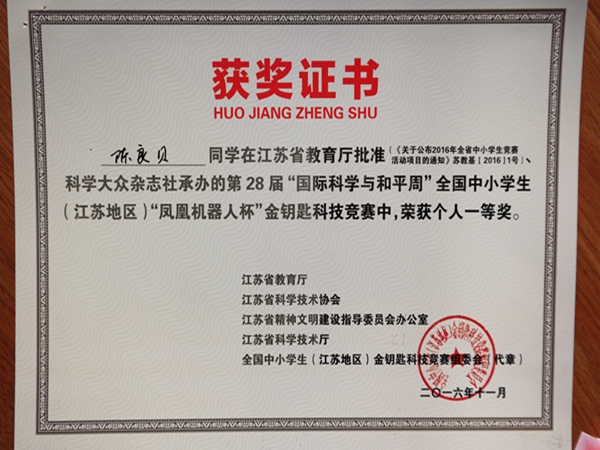 获奖证书
HUO JIANG ZHENG SHU
陈良贝 同学在江苏省教育厅批准(《关于公布2016年全省中小学生竞赛活动项目的通知》苏教基[2016]1号)、
科学大众杂志社承办的第28届“国际科学与和平周”全国中小学生
(江苏地区)“凤凰机器人杯”金钥匙科技竞赛中,荣获个人一等奖。
江苏省教育厅
江苏省科学技术协会
江苏省精神文明建设指导委员会办公室
江苏省科学技术厅
全国中小学生(江苏地区)金钥匙科技竞赛组委会(代章)
二〇一六年十一月